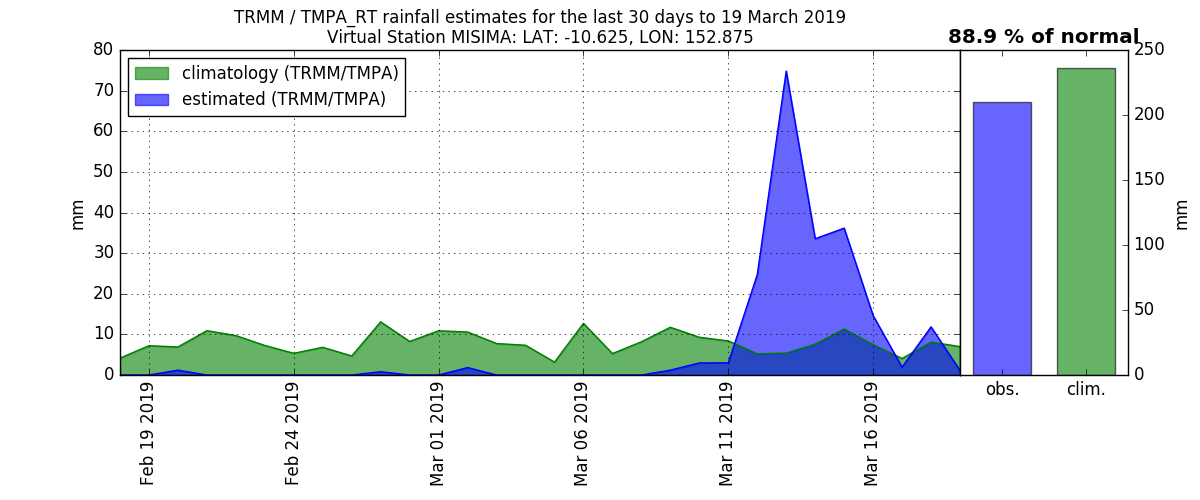 TRMM / TMPA_RT rainfall estimates for the last 30 days to 19 March 2019
Virtual Station MISIMA: LAT: -10.625, LON: 152.875
88.9 % of normal
climatology (TRMM/TMPA)
estimated (TRMM/TMPA)
mm
80
70
60
50
40
30
20
10
0
Feb 19 2019
Feb 24 2019
Mar 01 2019
Mar 06 2019
Mar 11 2019
Mar 16 2019
obs.
clim.
250
200
150
100
50
0
mm